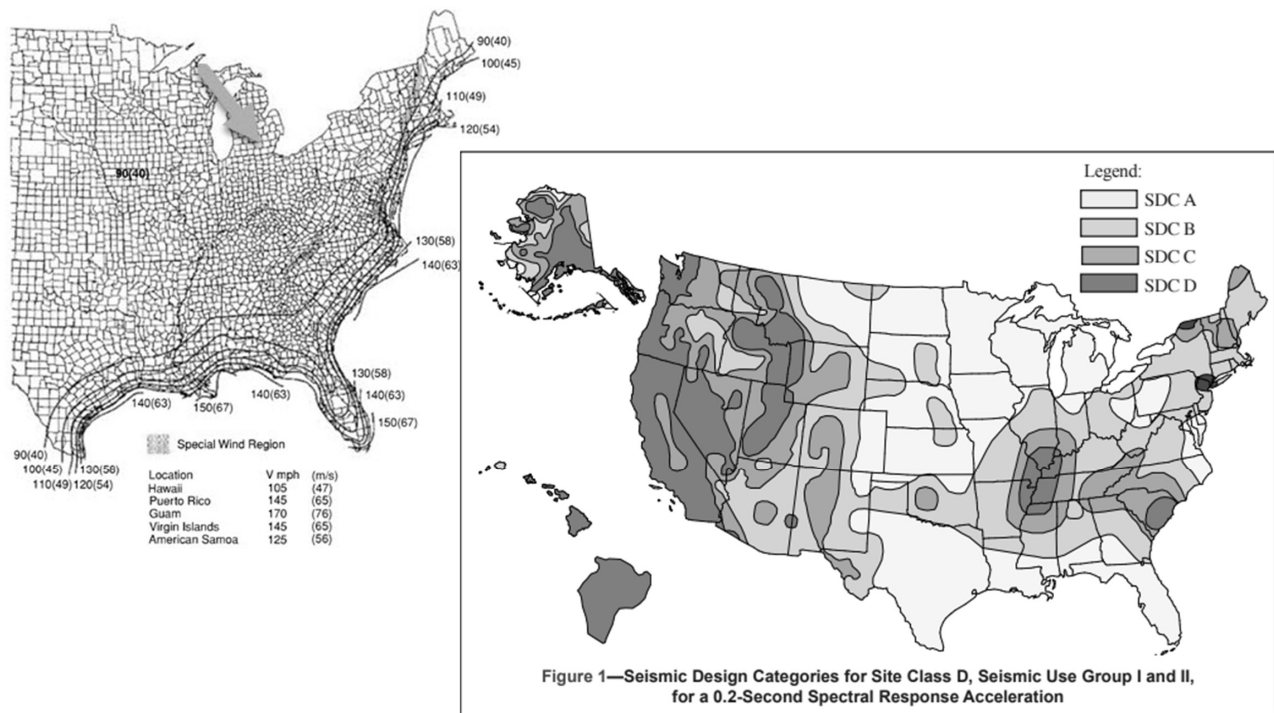 90(40)
100(45)
110(49)
120(54)
90(40)
130(58)
140(63)
130(58)
140(63)
150(67)
140(63)
150(67)
140(63)
90(40)
100(45)
110(49)
130(58)
120(54)
Special Wind Region
Location V mph (m/s)
Hawaii 105 (47)
Puerto Rico 145 (65)
Guam 170 (76)
Virgin Islands 145 (65)
American Samoa 125 (56)
Legend:
SDC A
SDC B
SDC C
SDC D
Figure 1—Seismic Design Categories for Site Class D, Seismic Use Group I and II,
for a 0.2-Second Spectral Response Acceleration